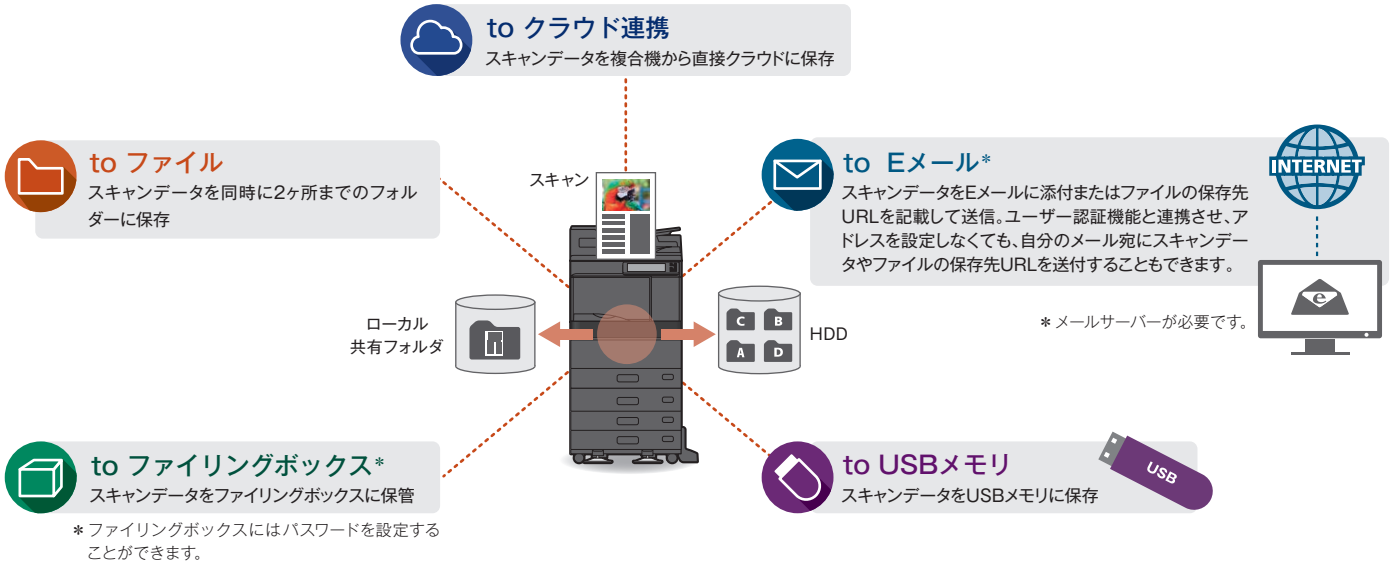 to クラウド連携
スキャンデータを複合機から直接クラウドに保存
to ファイル
スキャンデータを同時に2ヶ所までのフォル
ダーに保存
スキャン
to Eメール*
スキャンデータをEメールに添付またはファイルの保存先
URLを記載して送信。ユーザー認証機能と連携させ、ア
ドレスを設定しなくても、自分のメール宛にスキャンデー
タやファイルの保存先URLを送付することもできます。
INTERNET
e
*メールサーバーが必要です。
ローカル
共有フォルダ
C B
A D
HDD
to ファイリングボックス*
スキャンデータをファイリングボックスに保管
*ファイリングボックスにはパスワードを設定する
ことができます。
to USBメモリ
スキャンデータをUSBメモリに保存
USB